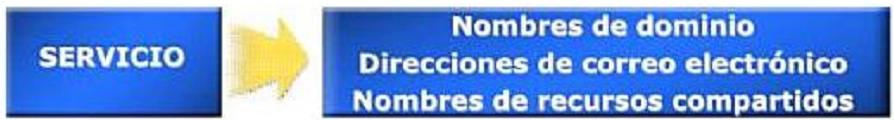 SERVICIO
Nombres de dominio
Direcciones de correo electrónico
Nombres de recursos compartidos